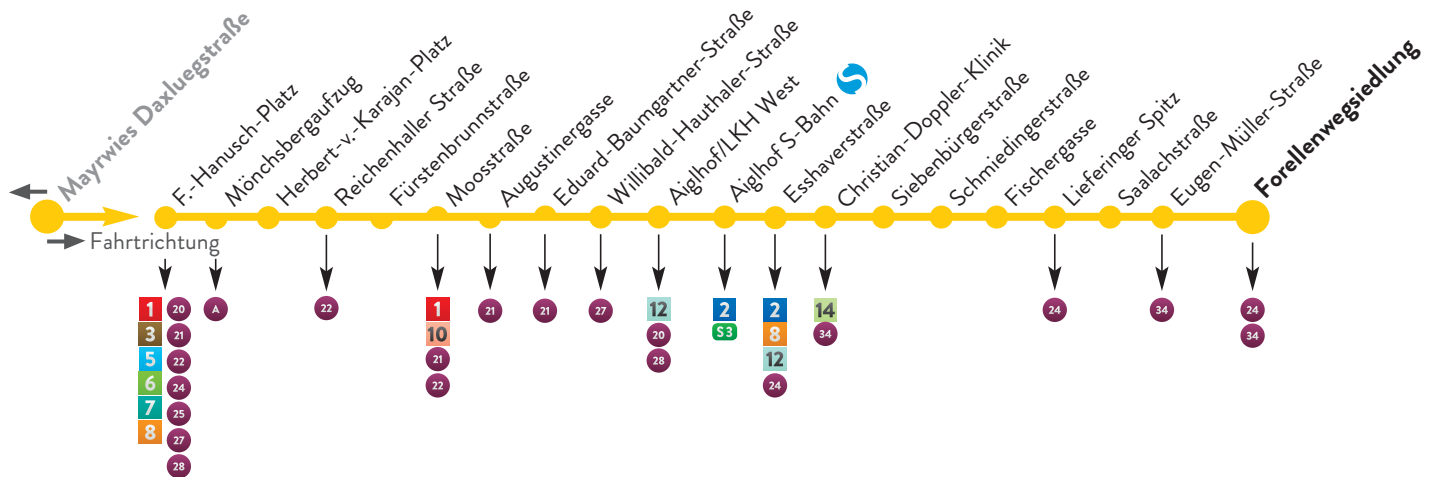 Mayrwies Daxluegstraße
F.-Hanusch-Platz
Mönchsbergaufzug
Herbert-v.-Karajan-Platz
Reichenhaller Straße
Fürstenbrunnstraße
Moosstraße
Augustinergasse
Eduard-Baumgartner-Straße
Willibald-Hauthaler-Straße
Aiglhof/LKH West
Aiglhof S-Bahn
Esshaverstraße
Christian-Doppler-Klinik
Siebenbürgerstraße
Schmiedingerstraße
Fischergasse
Lieferinger Spitz
Saalachstraße
Eugen-Müller-Straße
Forellenwegsiedlung
Fahrtrichtung
1 20 A 22 1 21 21 27 12 2 2 14 24 34 24
3 21 10 20 S3 8 34 34
5 22 21 28 12
6 24 22 24
7 25
8 27
28